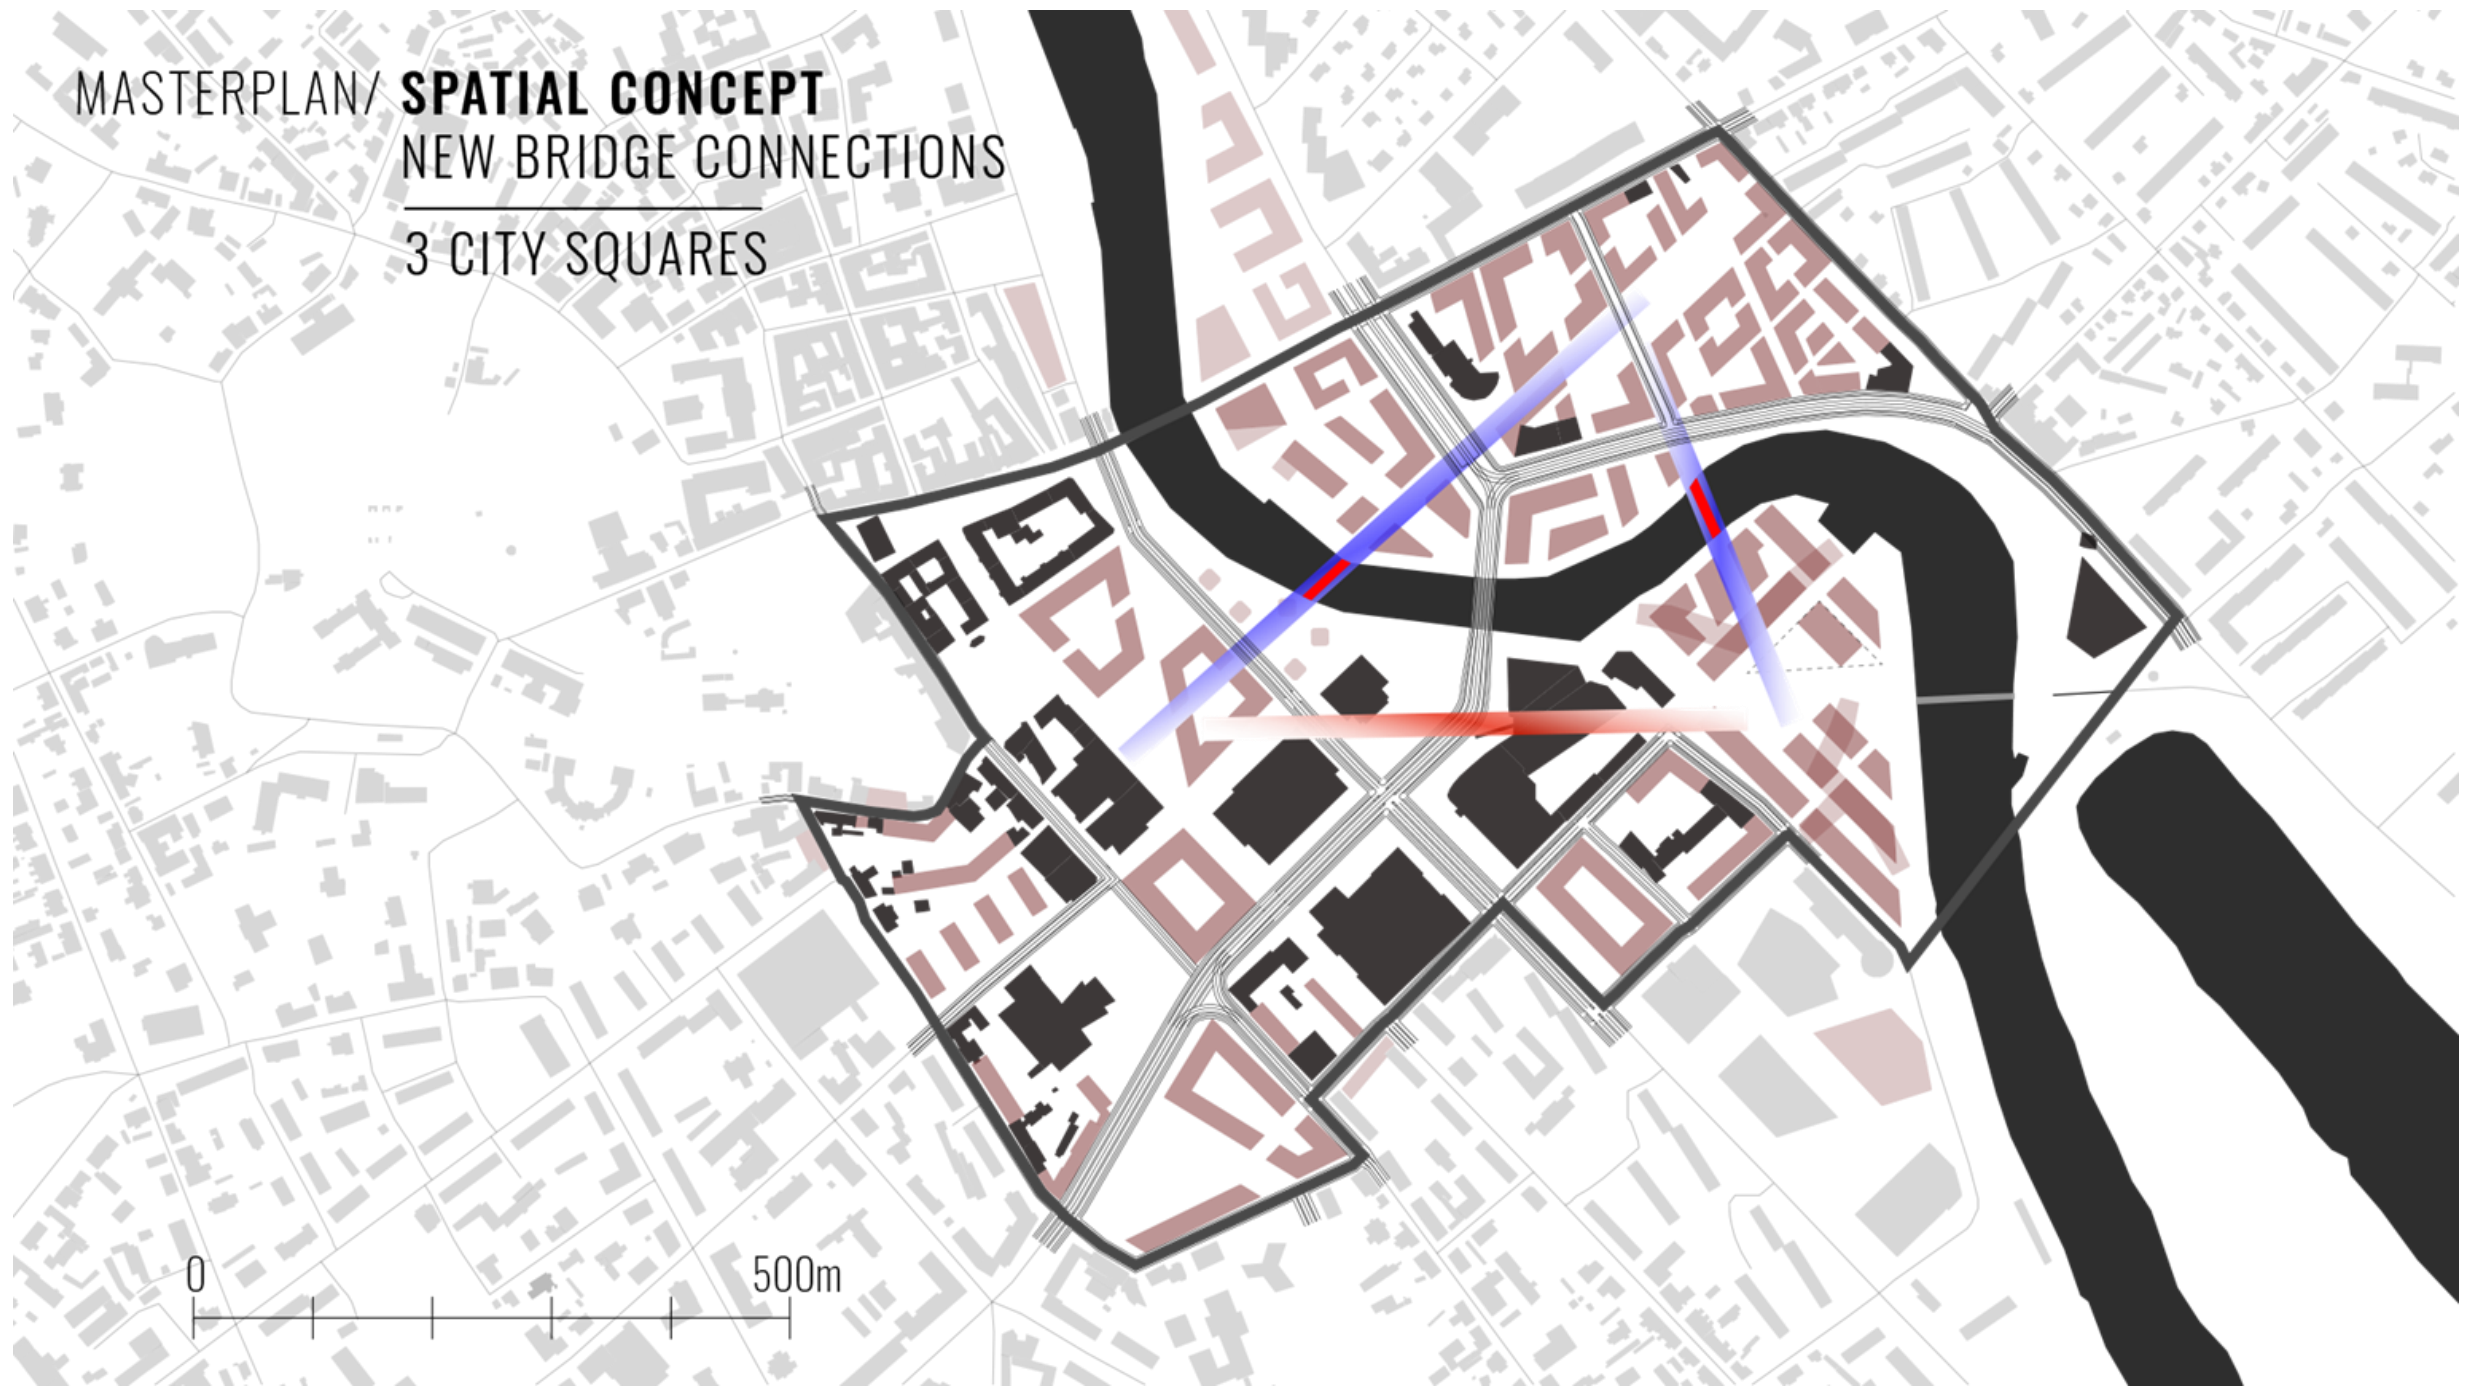 MASTERPLAN/ SPATIAL CONCEPT
NEW BRIDGE CONNECTIONS
3 CITY SQUARES
0 500m